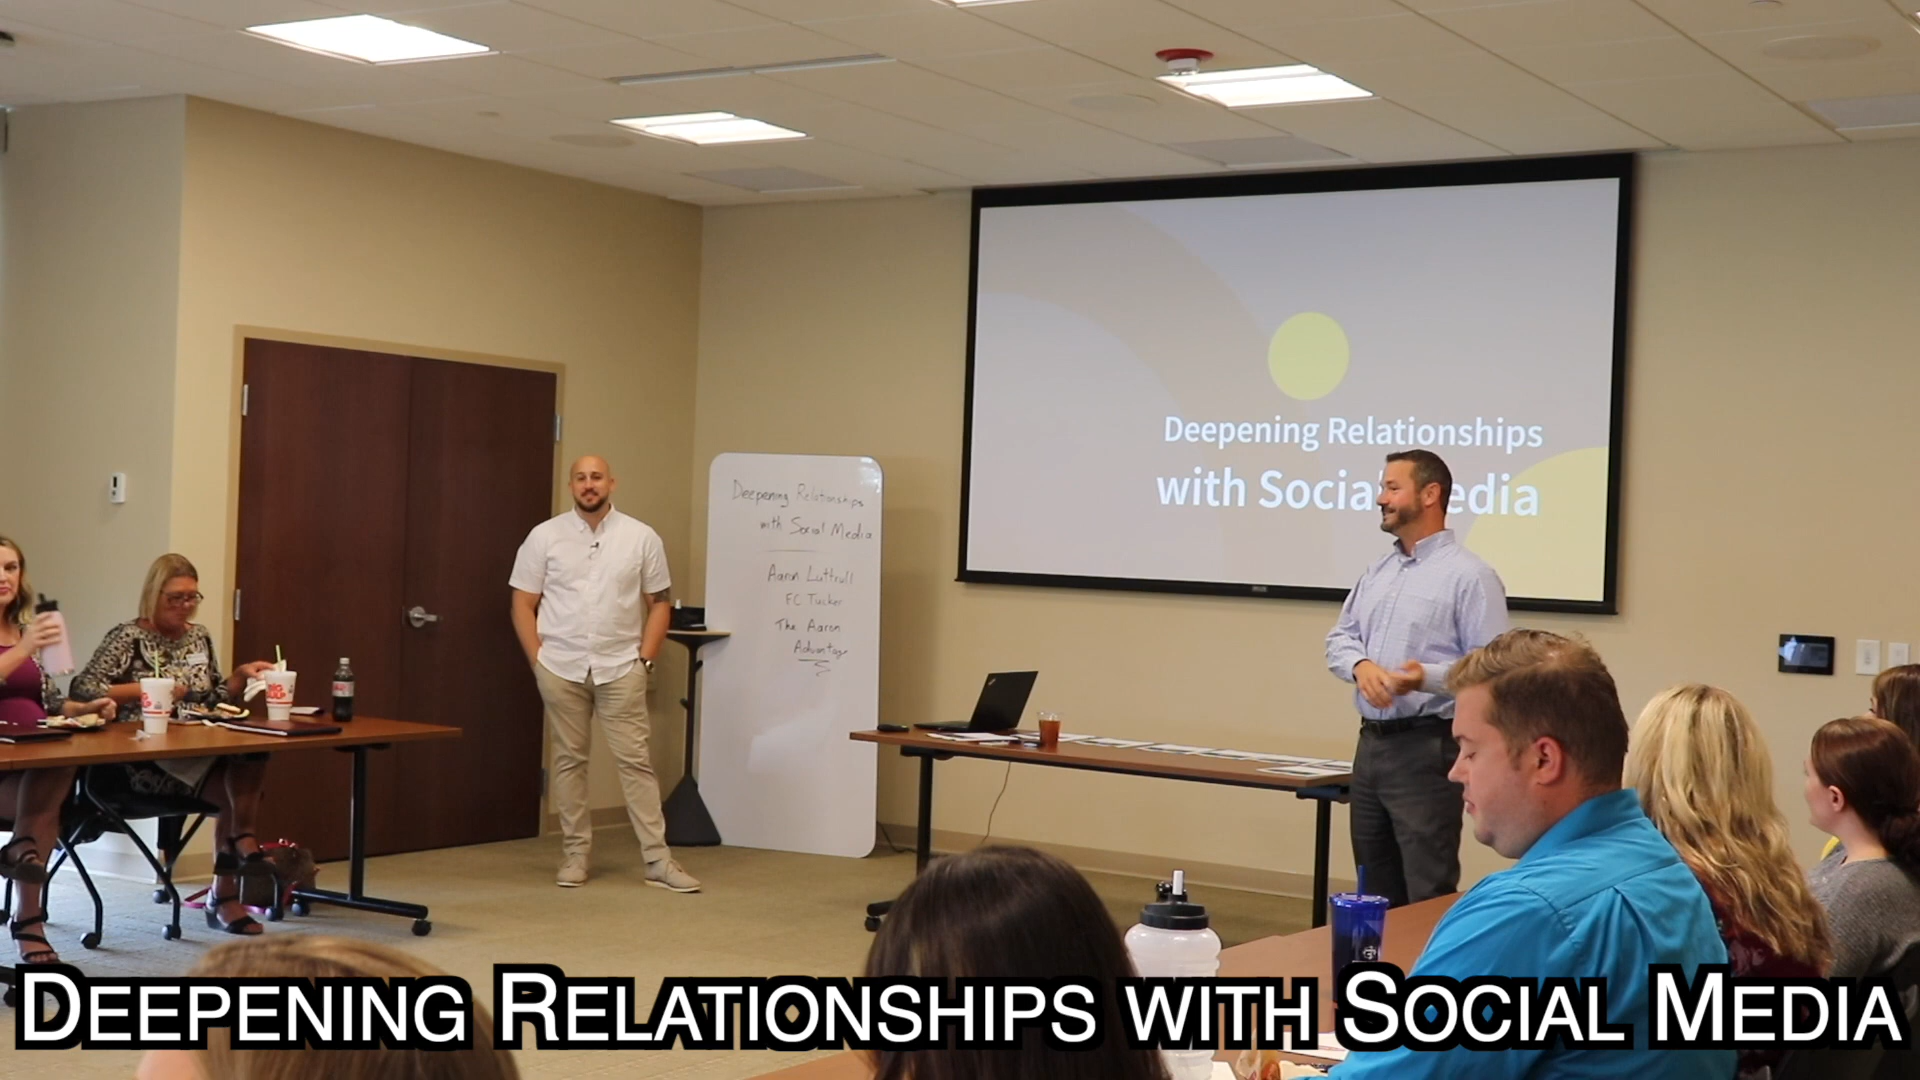 Deepening Relationships
with Social Media
Deepening Relationships
with Social Media
Aaron Luttrull
FC Tucker
The Aaron
Advantage
DEEPENING RELATIONSHIPS WITH SOCIAL MEDIA